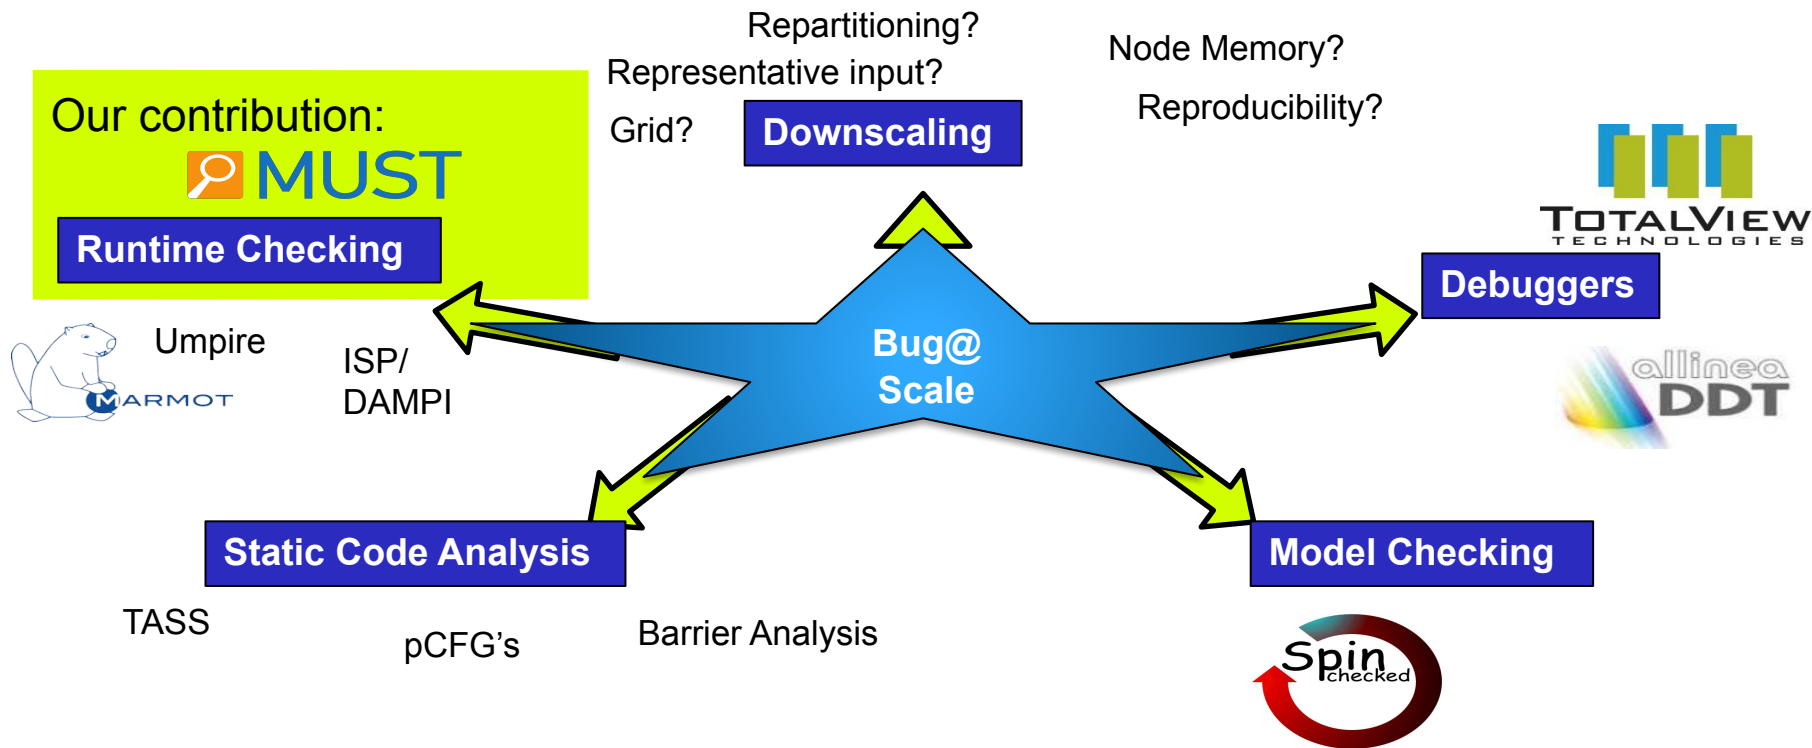 Repartitioning?
Node Memory?
Representative input?
Reproducibility?
Grid?
Downscaling
Our contribution:
MUST
Runtime Checking
TOTALVIEW
TECHNOLOGIES
Debuggers
Umpire
ISP/
DAMPI
MARMOT
Bug@
Scale
allinea
DDT
Static Code Analysis
Model Checking
TASS
pCFG's
Barrier Analysis
Spin
checked